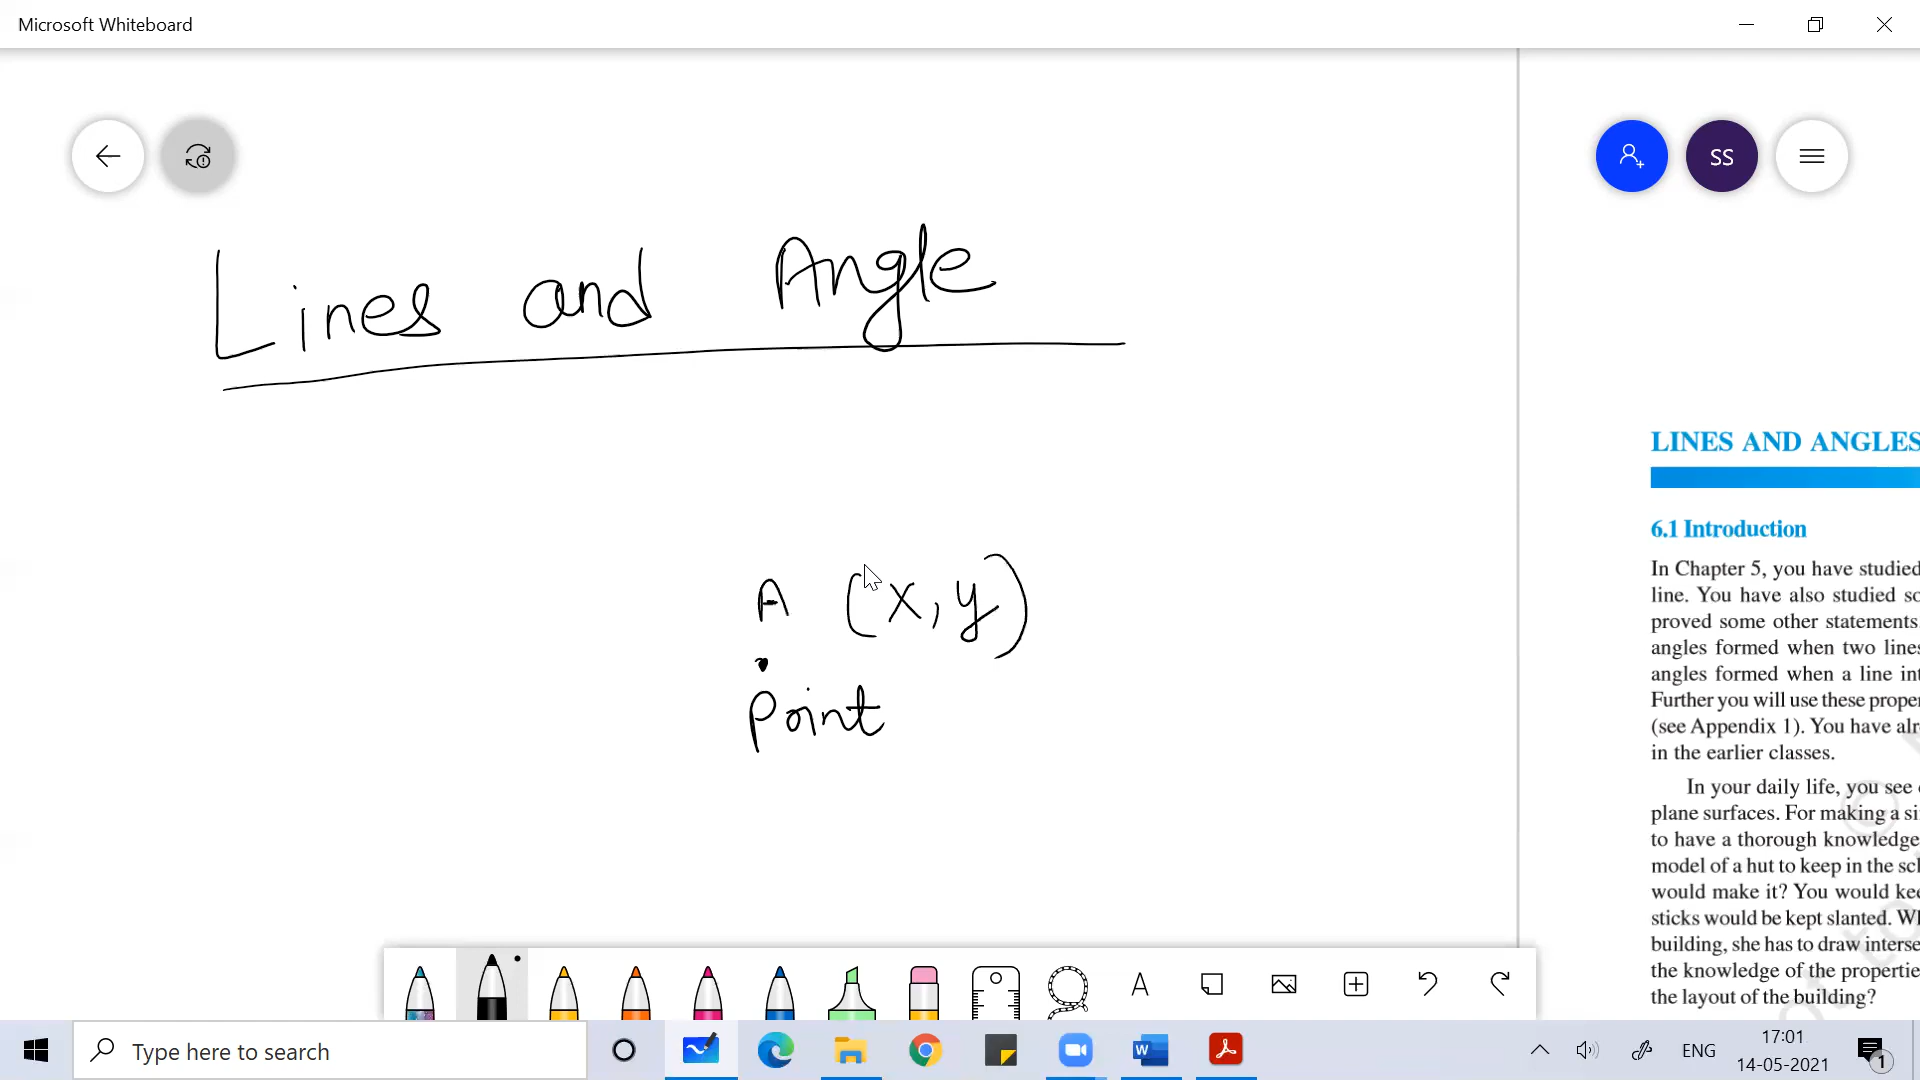 Microsoft Whiteboard
SS
Lines and Angle
A (x, y)
Point
LINES AND ANGLES
6.1 Introduction
In Chapter 5, you have studied
line. You have also studied so
proved some other statements.
angles formed when two lines
angles formed when a line int
Further you will use these proper
(see Appendix 1). You have alr
in the earlier classes.
In your daily life, you see
plane surfaces. For making a si
to have a thorough knowledge
model of a hut to keep in the sch
would make it? You would kee
sticks would be kept slanted. Wh
building, she has to draw interse
the knowledge of the propertie
the layout of the building?
A
Type here to search
W
ENG
17:01
14-05-2021
1